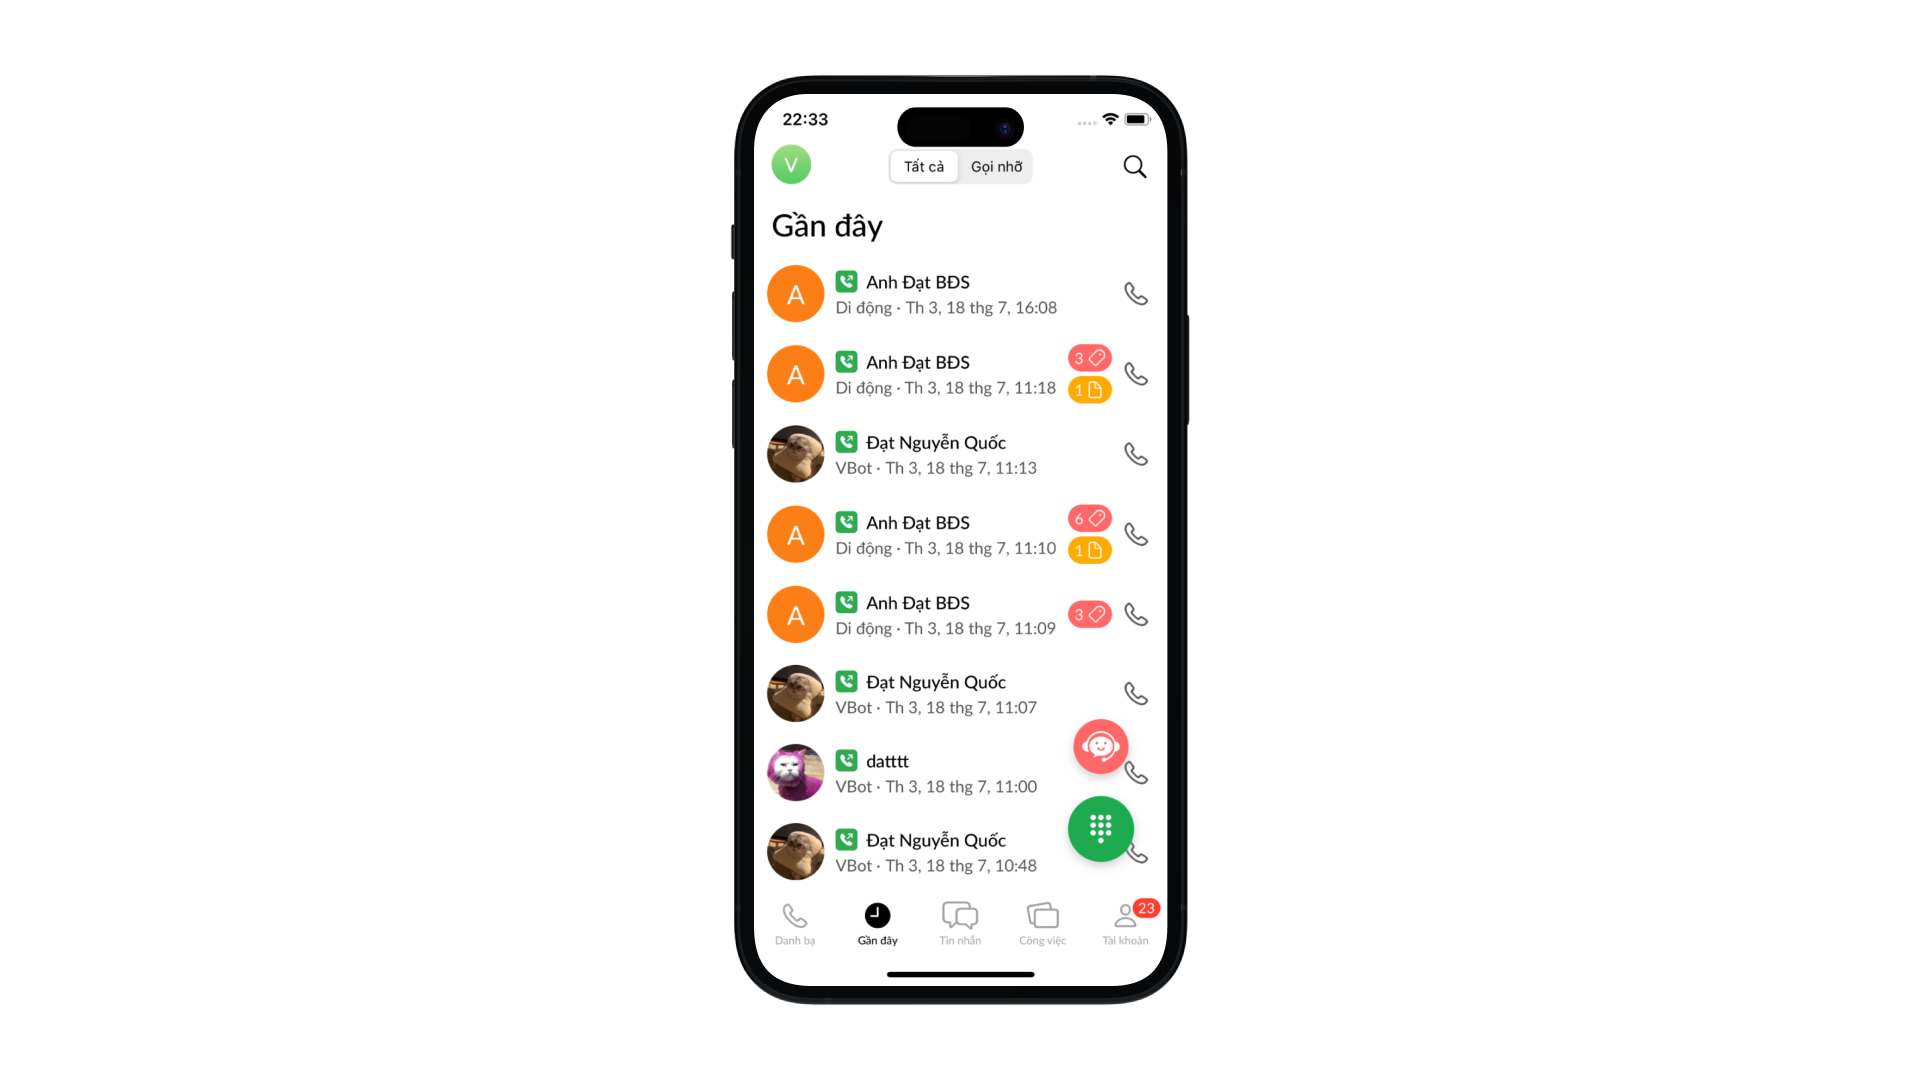 22:33
V
Tất cả
Gọi nhỡ
Gần đây
A
Anh Đạt BĐS
Di động · Th 3, 18 thg 7, 16:08
A
Anh Đạt BĐS
Di động · Th 3, 18 thg 7, 11:18
3
1
Đạt Nguyễn Quốc
VBot · Th 3, 18 thg 7, 11:13
A
Anh Đạt BĐS
Di động · Th 3, 18 thg 7, 11:10
6
1
A
Anh Đạt BĐS
Di động · Th 3, 18 thg 7, 11:09
3
Đạt Nguyễn Quốc
VBot · Th 3, 18 thg 7, 11:07
datttt
VBot · Th 3, 18 thg 7, 11:00
Đạt Nguyễn Quốc
VBot · Th 3, 18 thg 7, 10:48
Danh bạ
Gần đây
Tin nhắn
Công việc
Tài khoản
23